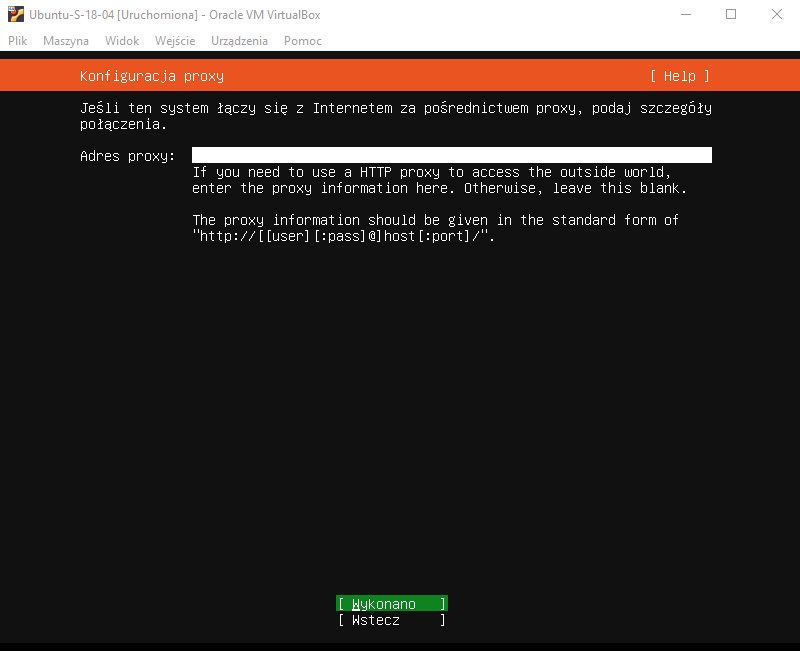 Ubuntu-S-18-04 [Uruchomiona] - Oracle VM VirtualBox
Plik Maszyna Widok Wejście Urządzenia Pomoc
Konfiguracja proxy [ Help ]
Jeśli ten system łączy się z Internetem za pośrednictwem proxy, podaj szczegóły
połączenia.
Adres proxy:
If you need to use a HTTP proxy to access the outside world,
enter the proxy information here. Otherwise, leave this blank.
The proxy information should be given in the standard form of
"http://[[user][:pass]@]host[:port]/".
[ Wykonano ]
[ Wstecz ]